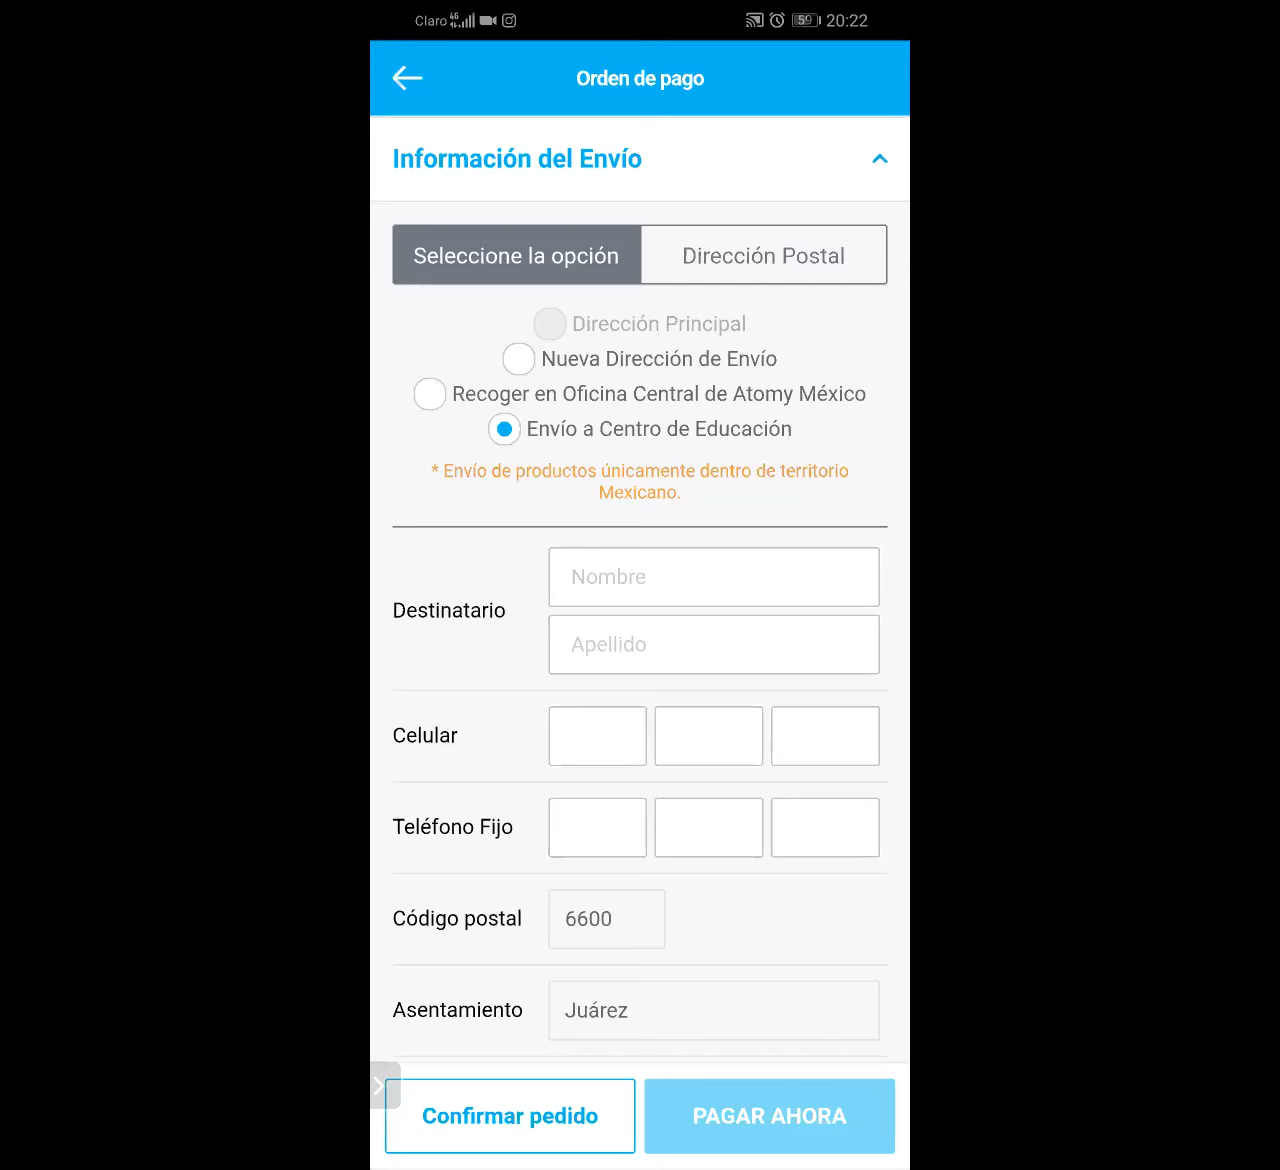 Claro 4G 59 20:22
Orden de pago
Información del Envío
Seleccione la opción Dirección Postal
Dirección Principal
Nueva Dirección de Envío
Recoger en Oficina Central de Atomy México
Envío a Centro de Educación
* Envío de productos únicamente dentro de territorio
Mexicano.
Nombre
Destinatario
Apellido
Celular
Teléfono Fijo
Código postal 6600
Asentamiento Juárez
Confirmar pedido PAGAR AHORA